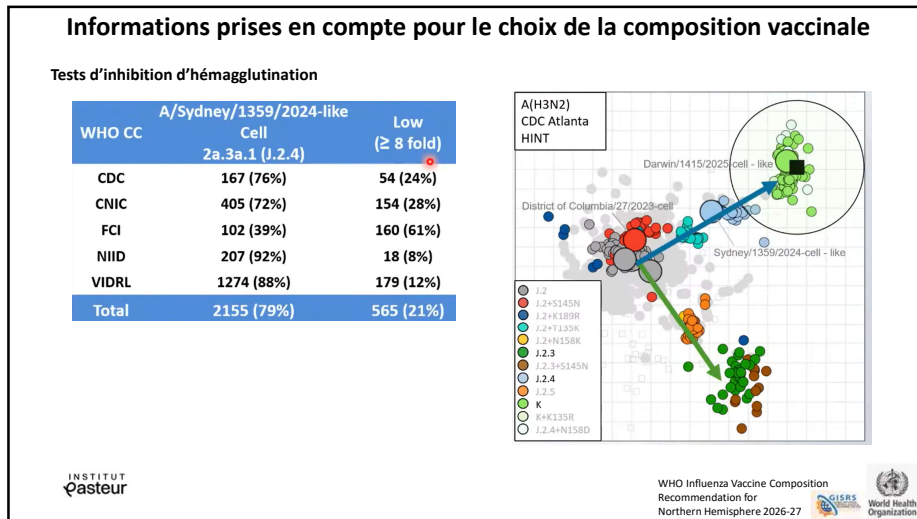 Informations prises en compte pour le choix de la composition vaccinale
Tests d’inhibition d’hémagglutination
WHO CC
A/Sydney/1359/2024-like
Cell
2a.3a.1 (J.2.4)
Low
(≥ 8 fold)
CDC 167 (76%) 54 (24%)
CNIC 405 (72%) 154 (28%)
FCI 102 (39%) 160 (61%)
NIID 207 (92%) 18 (8%)
VIDRL 1274 (88%) 179 (12%)
Total 2155 (79%) 565 (21%)
A(H3N2)
CDC Atlanta
HINT
Darwin/1415/2025-cell - like
District of Columbia/27/2023-cell
Sydney/1359/2024-cell - like
J.2
J.2+S145N
J.2+K189R
J.2+T135K
J.2+N158K
J.2.3
J.2.3+S145N
J.2.4
J.2.5
K
K+K135R
J.2.4+N158D
INSTITUT
Pasteur
WHO Influenza Vaccine Composition
Recommendation for
Northern Hemisphere 2026-27
GISRS
World Health
Organization